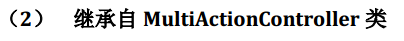 （2） 继承自 MultiActionController 类